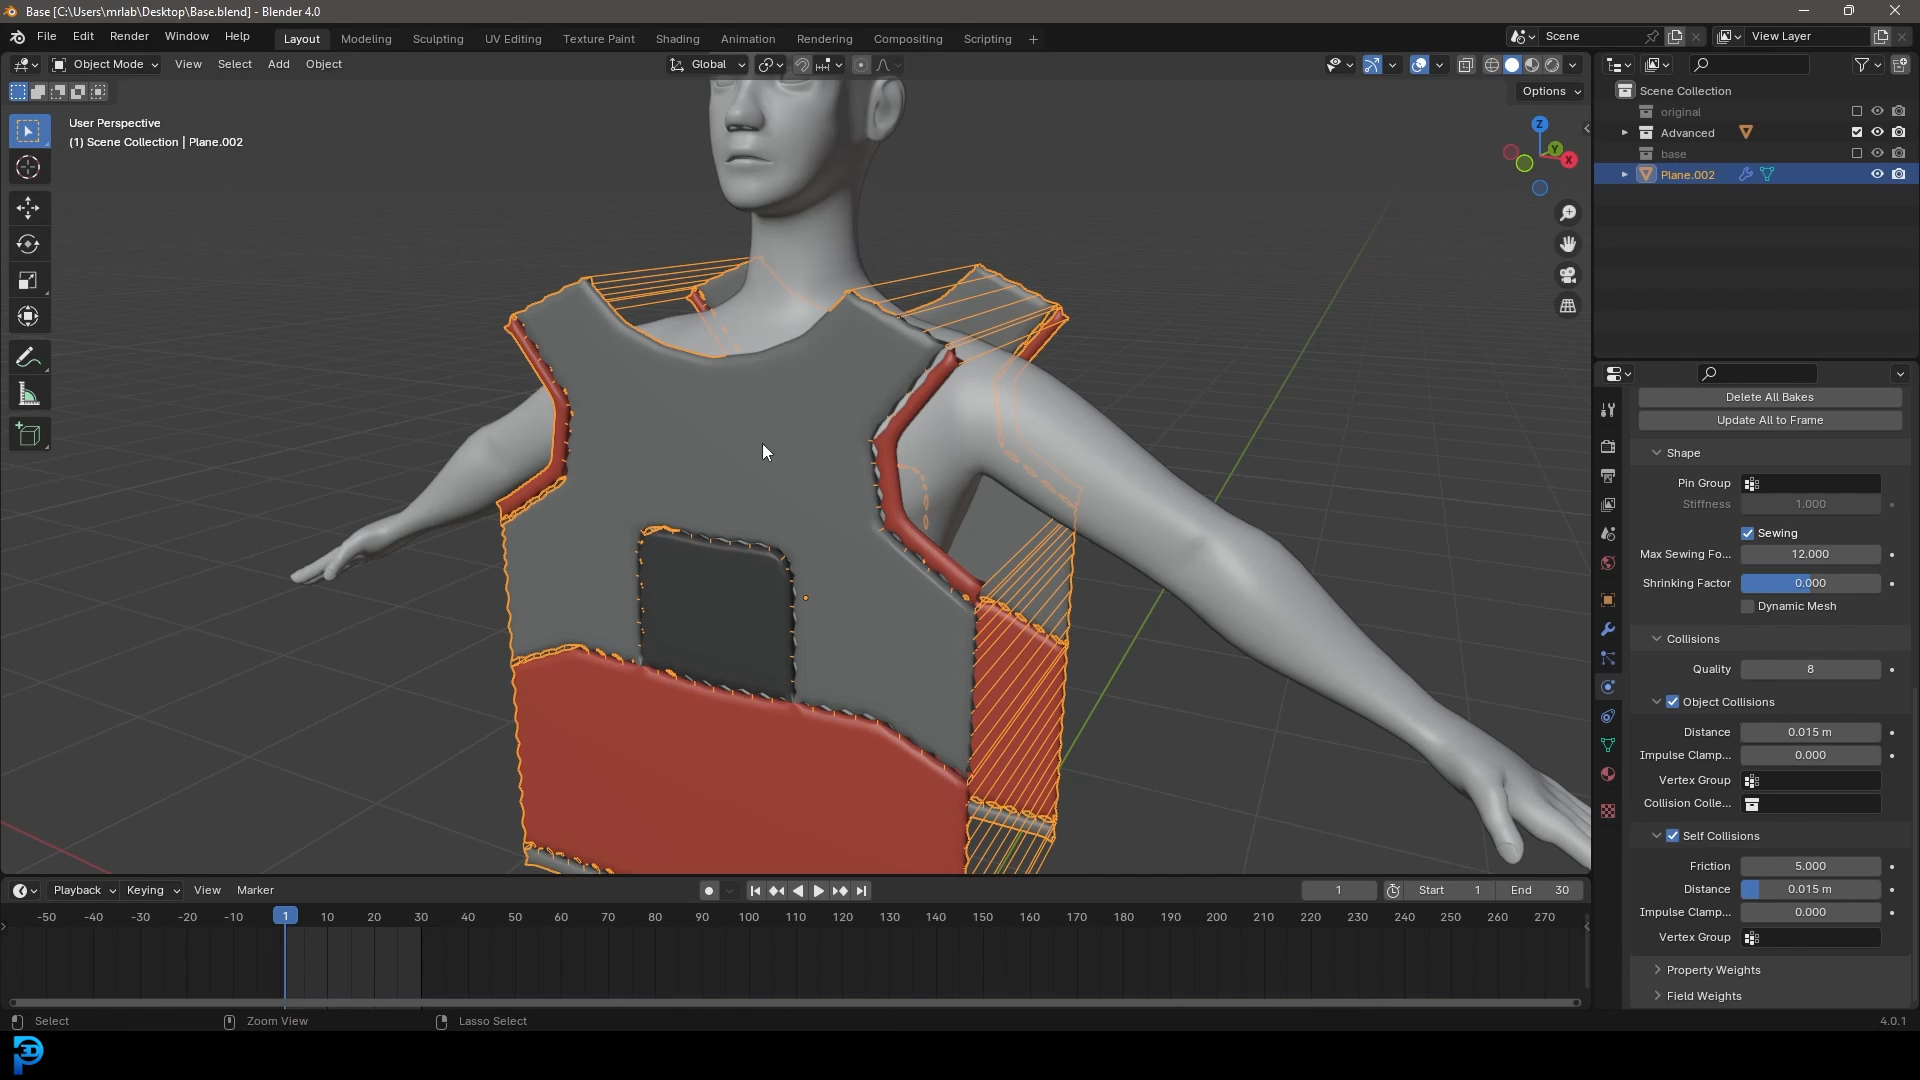 Base [C:\Users\mrlab\Desktop\Base.blend] - Blender 4.0
File Edit Render Window Help Layout Modeling Sculpting UV Editing Texture Paint Shading Animation Rendering Compositing Scripting + Scene View Layer
Object Mode View Select Add Object Global
Options
User Perspective
(1) Scene Collection | Plane.002
Z
Y
X
Scene Collection
original
Advanced
base
Plane.002
Delete All Bakes
Update All to Frame
Shape
Pin Group
Stiffness 1.000
Sewing
Max Sewing Fo... 12.000
Shrinking Factor 0.000
Dynamic Mesh
Collisions
Quality 8
Object Collisions
Distance 0.015 m
Impulse Clamp... 0.000
Vertex Group
Collision Colle...
Self Collisions
Friction 5.000
Distance 0.015 m
Impulse Clamp... 0.000
Vertex Group
Property Weights
Field Weights
Playback Keying View Marker 1 Start 1 End 30
-50 -40 -30 -20 -10 1 10 20 30 40 50 60 70 80 90 100 110 120 130 140 150 160 170 180 190 200 210 220 230 240 250 260 270
Select Zoom View Lasso Select 4.0.1
3D